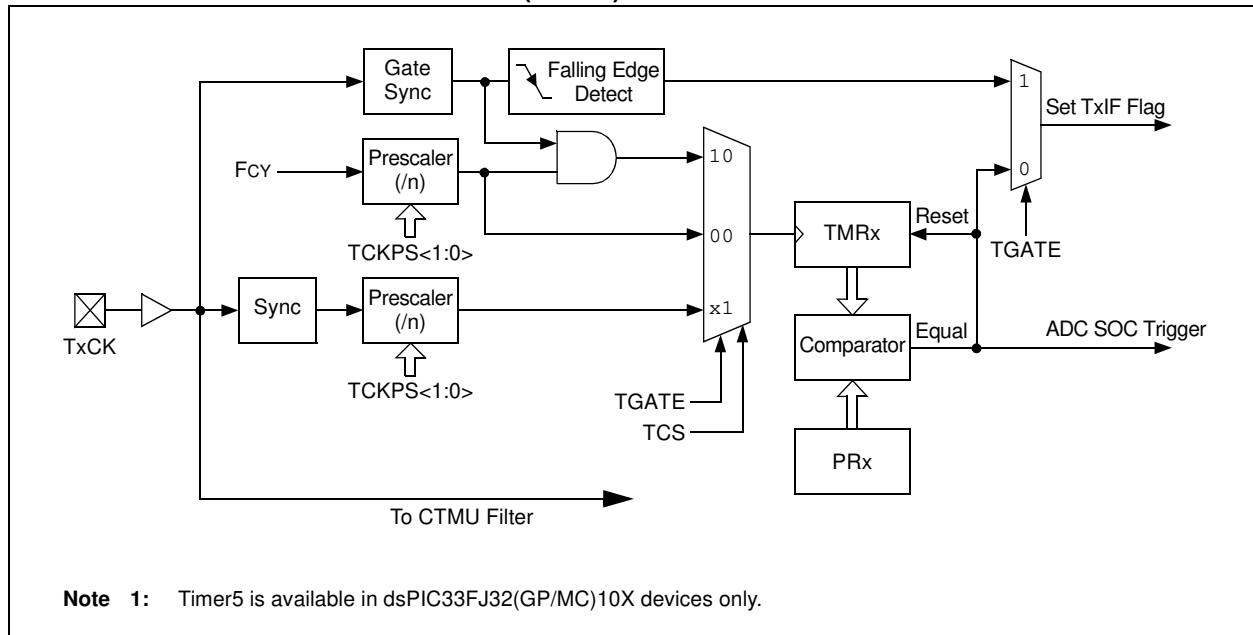 Gate
Sync
Falling Edge
Detect
1
Set TxIF Flag
FCY
Prescaler
(/n)
10
0
TCKPS<1:0>
00
TMRx
Reset
TGATE
TxCK
Sync
Prescaler
(/n)
x1
Comparator
Equal
ADC SOC Trigger
TCKPS<1:0>
TGATE
TCS
PRx
To CTMU Filter
Note 1: Timer5 is available in dsPIC33FJ32(GP/MC)10X devices only.